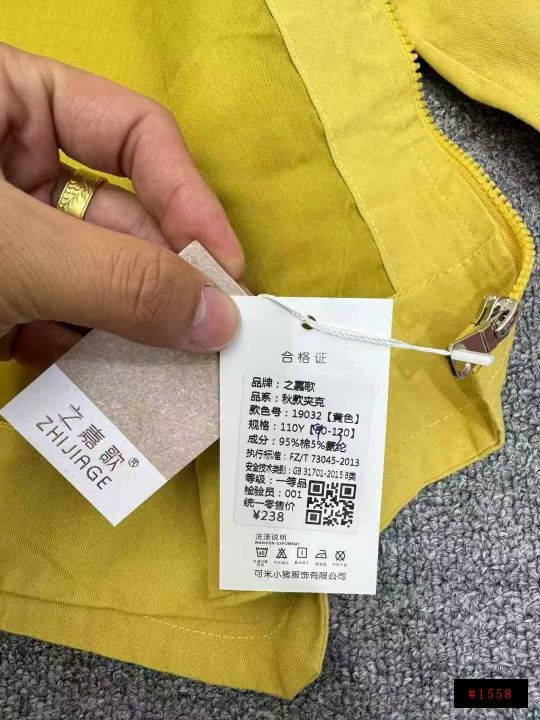 之嘉歌®
ZHIJIAGE
合格证
品牌：之嘉歌
品系：秋款夹克
款色号：19032【黄色】
规格：110Y【90-120】
成分：95%棉5%氨纶
执行标准：FZ/T 73045-2013
安全技术类别：GB 31701-2015 B类
等级：一等品
检验员：001
统一零售价
￥238
洗涤说明
WASHIGN EXPOMENT
可米小猪服饰有限公司
#1558